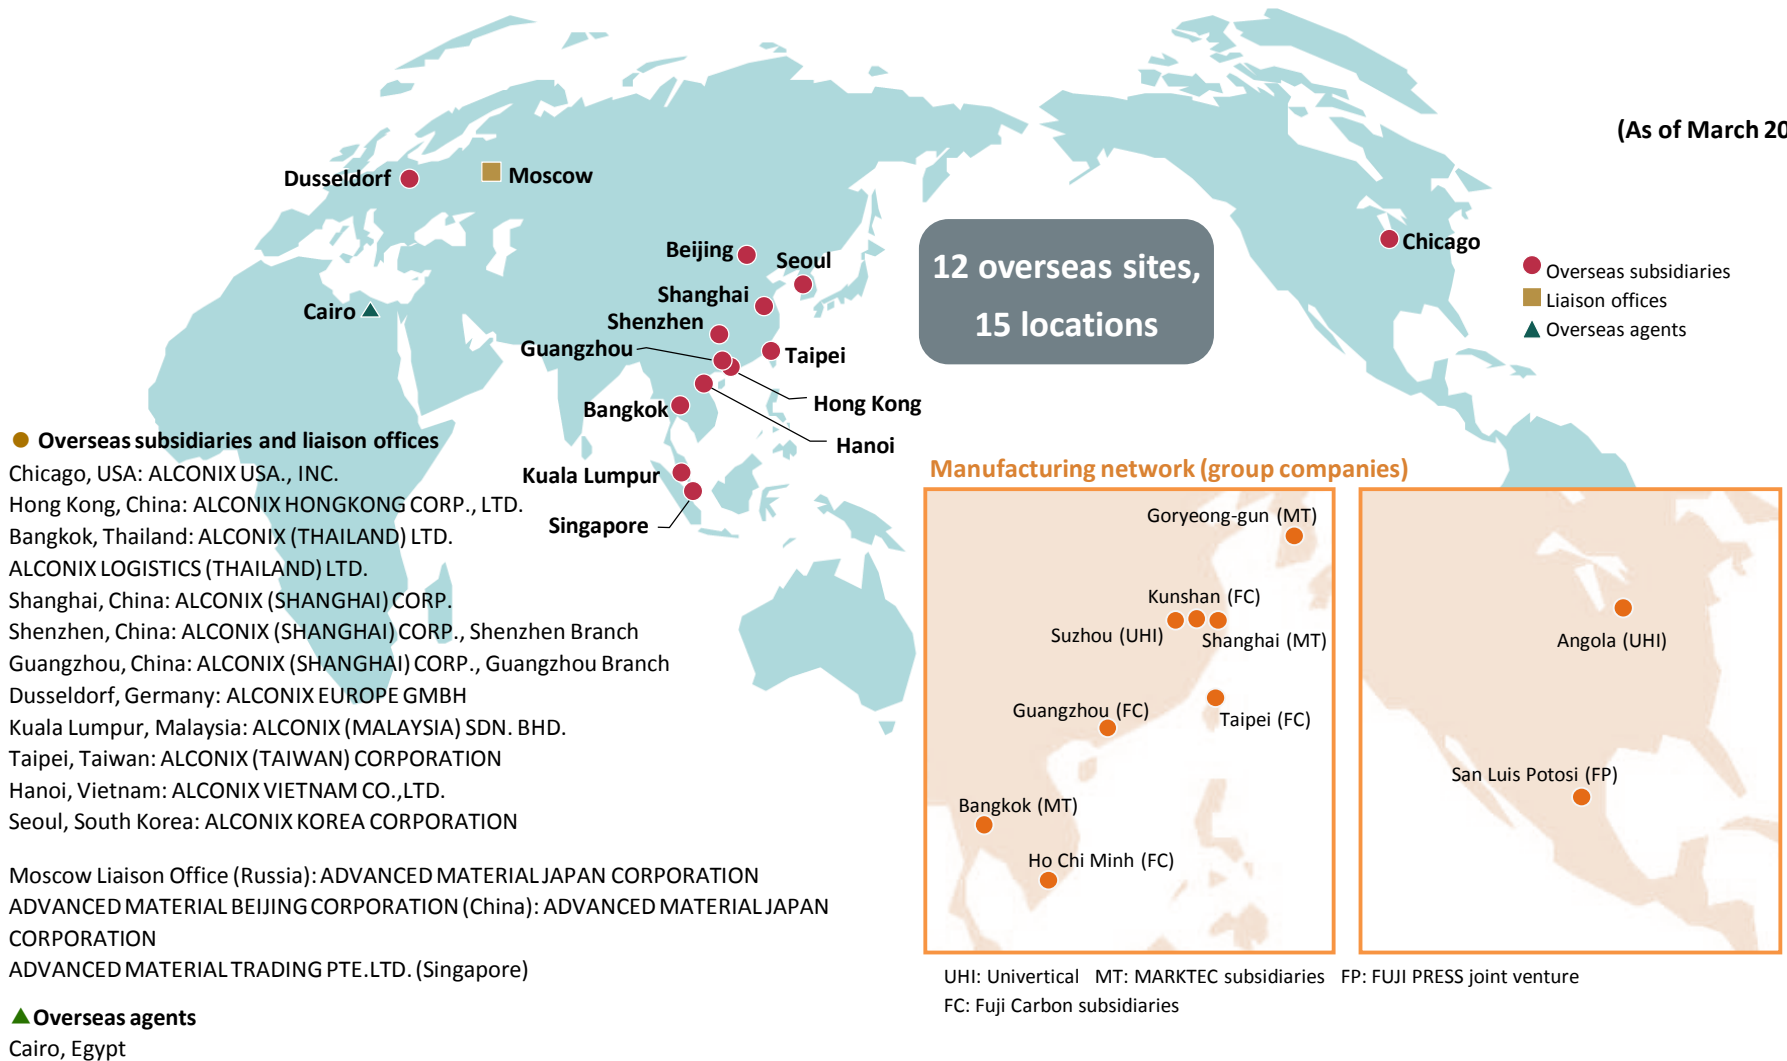 (As of March 20
Dusseldorf
Moscow
Beijing
Seoul
Chicago
12 overseas sites,
15 locations
Overseas subsidiaries
Liaison offices
Overseas agents
Shanghai
Cairo
Shenzhen
Guangzhou
Taipei
Hong Kong
Bangkok
Hanoi
Kuala Lumpur
Singapore
Overseas subsidiaries and liaison offices
Chicago, USA: ALCONIX USA., INC.
Hong Kong, China: ALCONIX HONGKONG CORP., LTD.
Bangkok, Thailand: ALCONIX (THAILAND) LTD.
ALCONIX LOGISTICS (THAILAND) LTD.
Shanghai, China: ALCONIX (SHANGHAI) CORP.
Shenzhen, China: ALCONIX (SHANGHAI) CORP., Shenzhen Branch
Guangzhou, China: ALCONIX (SHANGHAI) CORP., Guangzhou Branch
Dusseldorf, Germany: ALCONIX EUROPE GMBH
Kuala Lumpur, Malaysia: ALCONIX (MALAYSIA) SDN. BHD.
Taipei, Taiwan: ALCONIX (TAIWAN) CORPORATION
Hanoi, Vietnam: ALCONIX VIETNAM CO.,LTD.
Seoul, South Korea: ALCONIX KOREA CORPORATION
Moscow Liaison Office (Russia): ADVANCED MATERIAL JAPAN CORPORATION
ADVANCED MATERIAL BEIJING CORPORATION (China): ADVANCED MATERIAL JAPAN
CORPORATION
ADVANCED MATERIAL TRADING PTE.LTD. (Singapore)
Overseas agents
Cairo, Egypt
Manufacturing network (group companies)
Goryeong-gun (MT)
Kunshan (FC)
Suzhou (UHI)
Shanghai (MT)
Guangzhou (FC)
Taipei (FC)
Bangkok (MT)
Ho Chi Minh (FC)
Angola (UHI)
San Luis Potosi (FP)
UHI: Univertical MT: MARKTEC subsidiaries FP: FUJI PRESS joint venture
FC: Fuji Carbon subsidiaries